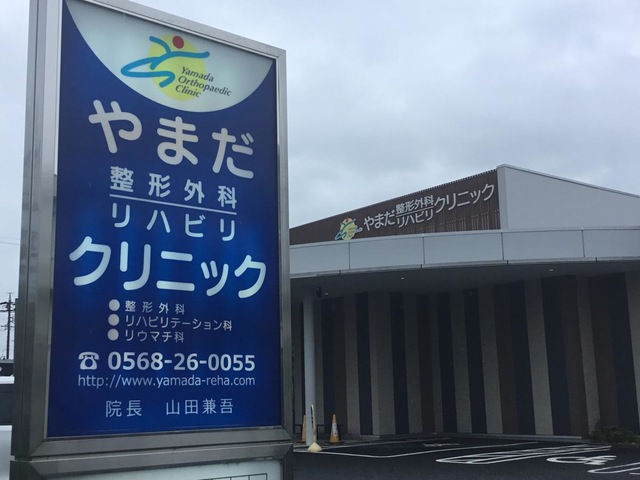 Yamada
Orthopaedic
Clinic
やまだ
整形外科
リハビリ
クリニック
●整形外科
●リハビリテーション科
●リウマチ科
☎ 0568-26-0055
http://www.yamada-reha.com
院長 山田兼吾
やまだ整形外科リハビリクリニック